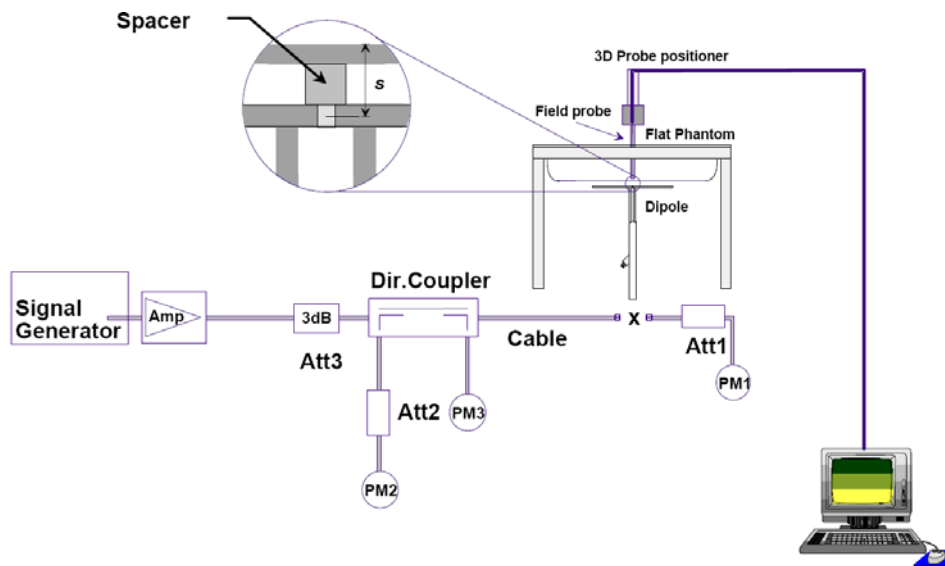 Spacer
s
3D Probe positioner
Field probe
Flat Phantom
Dipole
Signal
Generator
Amp
3dB
Att3
Dir.Coupler
Cable
x
Att1
PM1
Att2
PM3
PM2